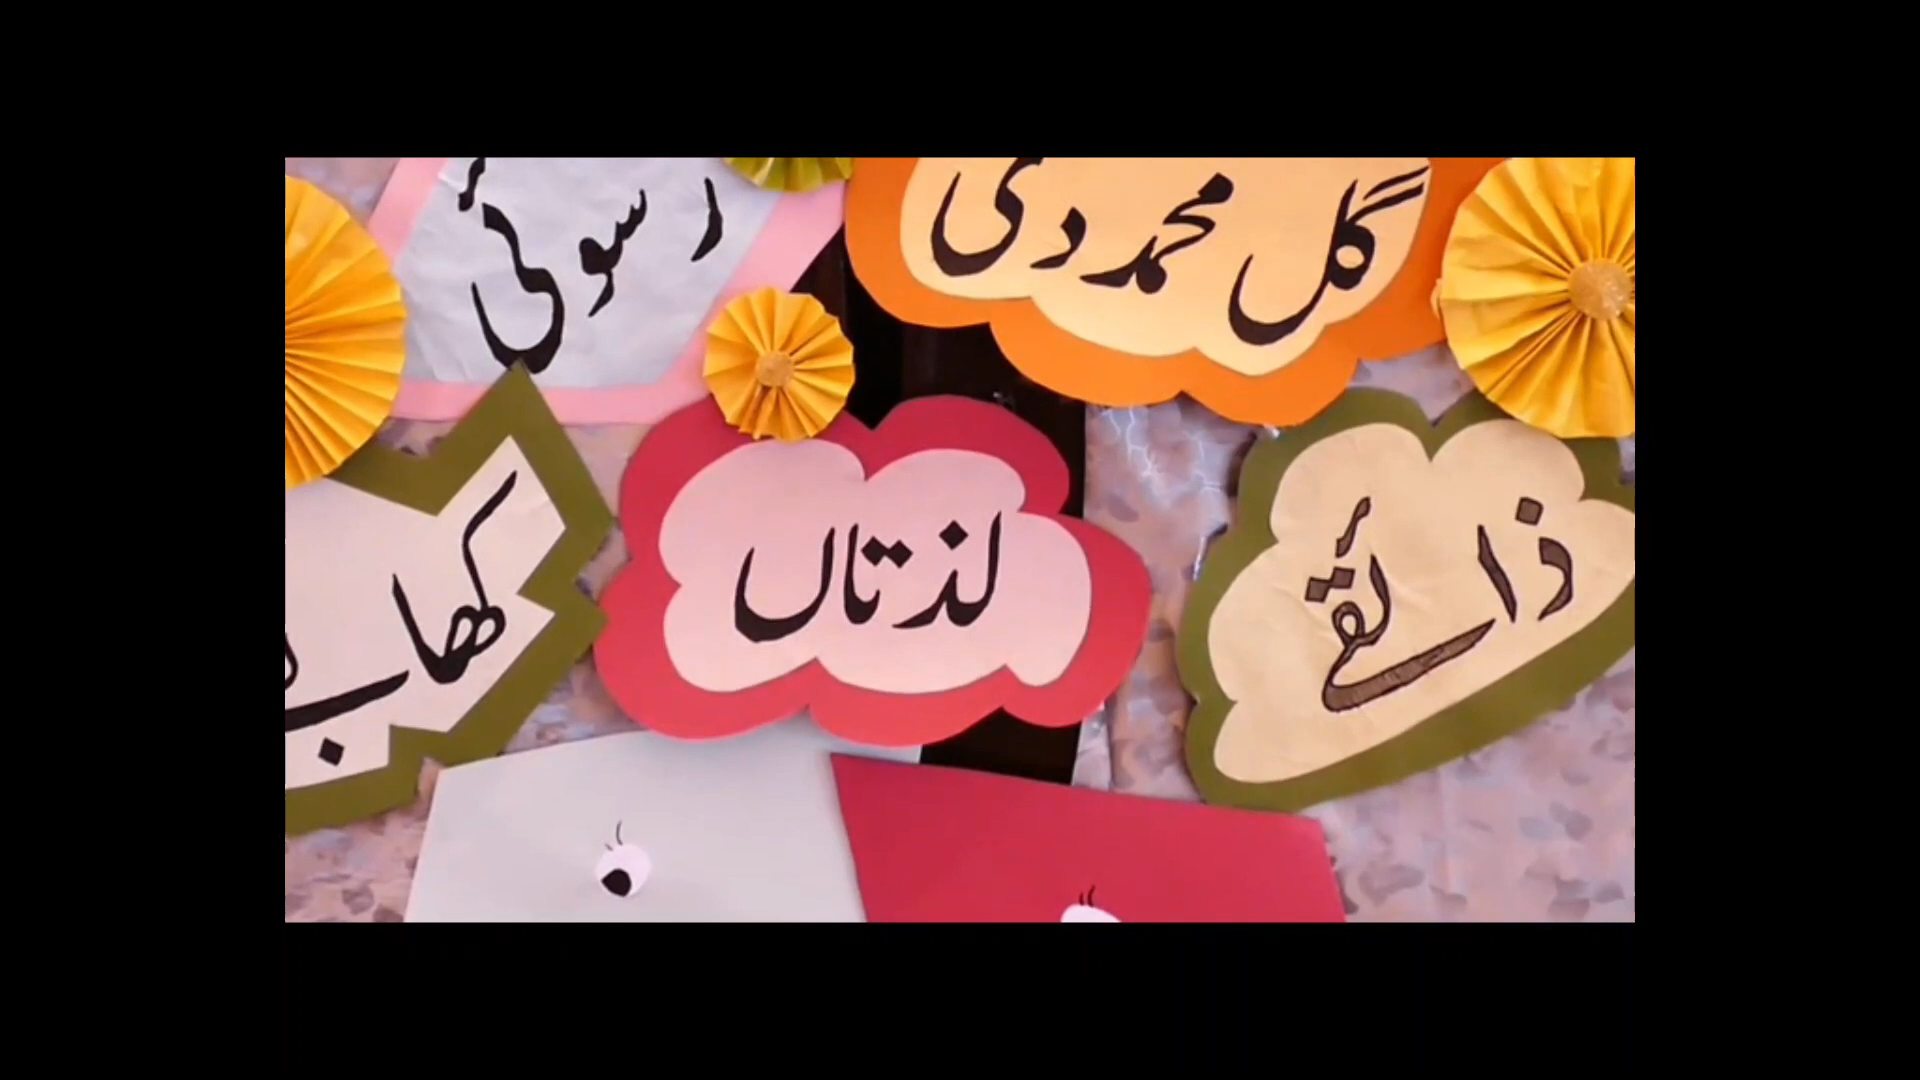 گل محمد دی
رسوئی
ذائقے
لذتاں